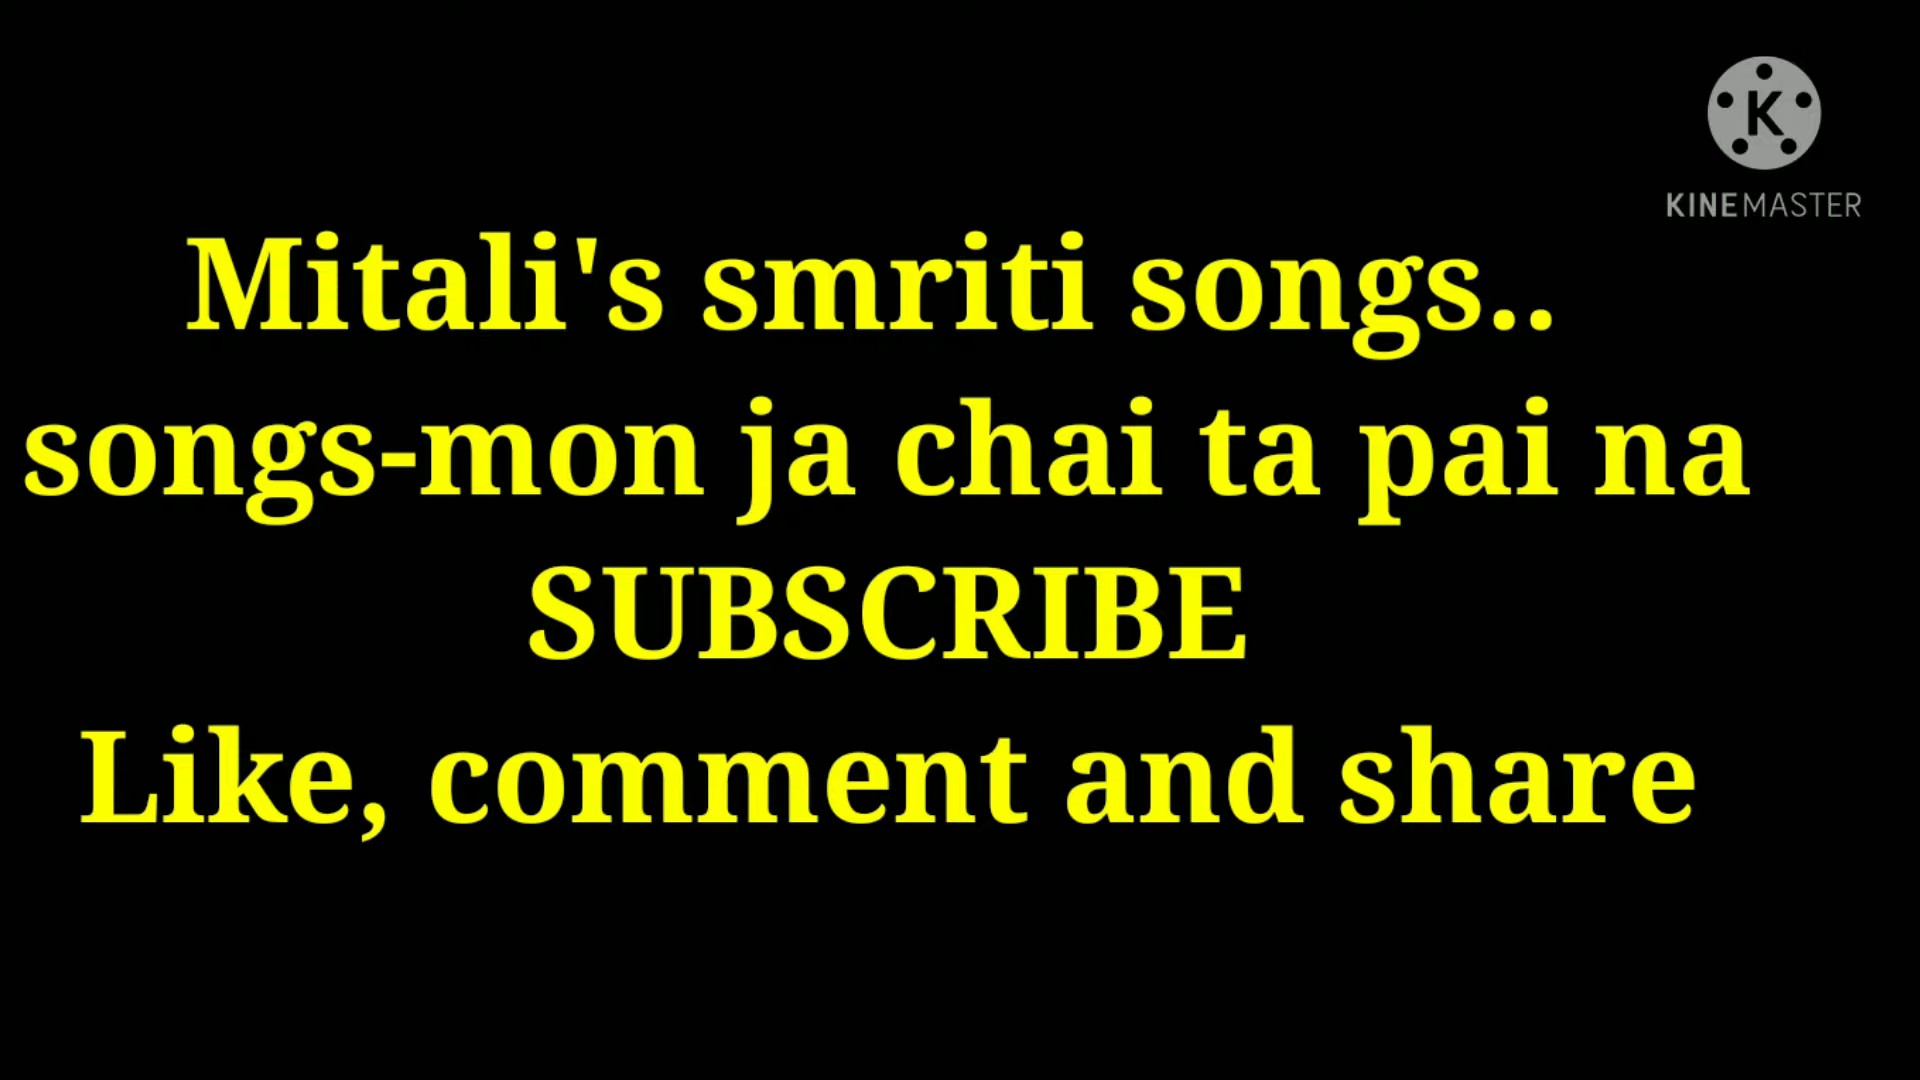 K
KINEMASTER
Mitali's smriti songs..
songs-mon ja chai ta pai na
SUBSCRIBE
Like, comment and share